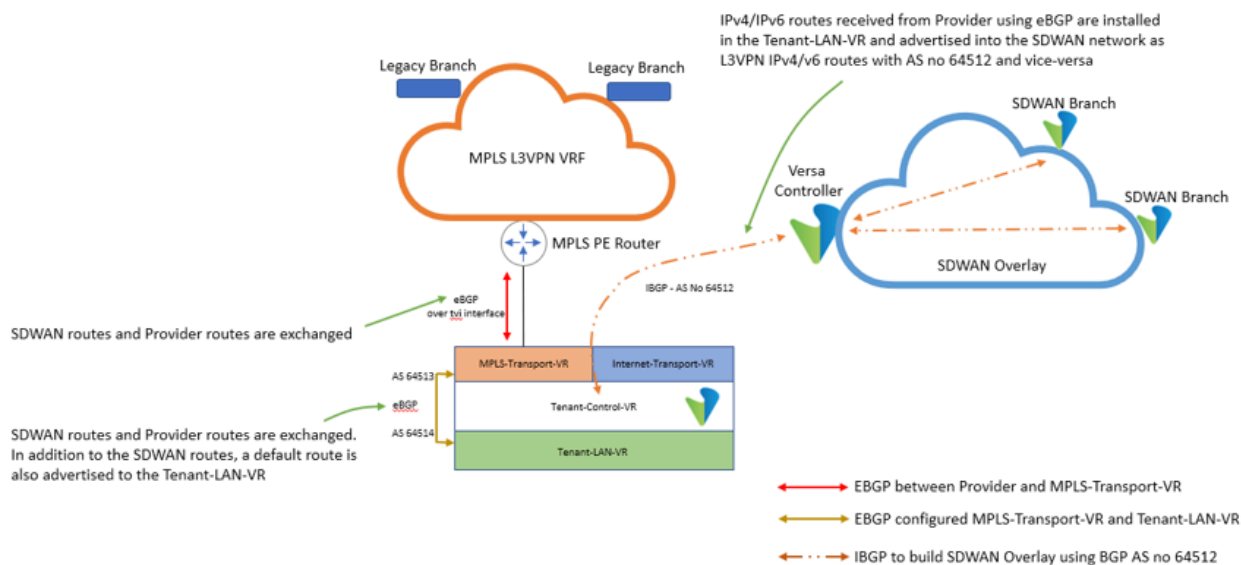 IPv4/IPv6 routes received from Provider using eBGP are installed
in the Tenant-LAN-VR and advertised into the SDWAN network as
L3VPN IPv4/v6 routes with AS no 64512 and vice-versa
Legacy Branch
Legacy Branch
SDWAN Branch
MPLS L3VPN VRF
Versa
Controller
SDWAN Branch
MPLS PE Router
SDWAN Overlay
IBGP - AS No 64512
eBGP
over tvi interface
SDWAN routes and Provider routes are exchanged
MPLS-Transport-VR
Internet-Transport-VR
AS 64513
eBGP
Tenant-Control-VR
AS 64514
SDWAN routes and Provider routes are exchanged.
In addition to the SDWAN routes, a default route is
also advertised to the Tenant-LAN-VR
Tenant-LAN-VR
EBGP between Provider and MPLS-Transport-VR
EBGP configured MPLS-Transport-VR and Tenant-LAN-VR
IBGP to build SDWAN Overlay using BGP AS no 64512